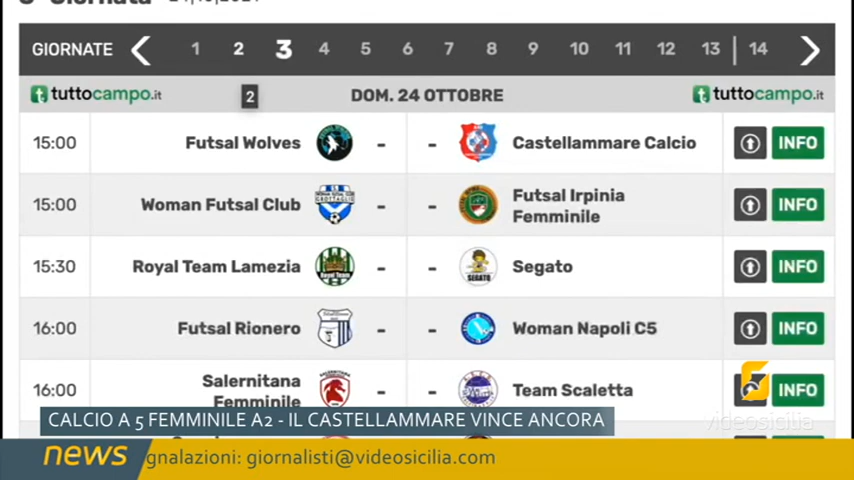 Giornata
GIORNATE 1 2 3 4 5 6 7 8 9 10 11 12 13 14
tuttocampo.it 2 DOM. 24 OTTOBRE tuttocampo.it
15:00 Futsal Wolves - - Castellammare Calcio INFO
15:00 Woman Futsal Club - - Futsal Irpinia
Femminile INFO
15:30 Royal Team Lamezia - - Segato INFO
16:00 Futsal Rionero - - Woman Napoli C5 INFO
16:00 Salernitana
Femminile - - Team Scaletta INFO
videosicilia
CALCIO A 5 FEMMINILE A2 - IL CASTELLAMMARE VINCE ANCORA
news gnalazioni: giornalisti@videosicilia.com